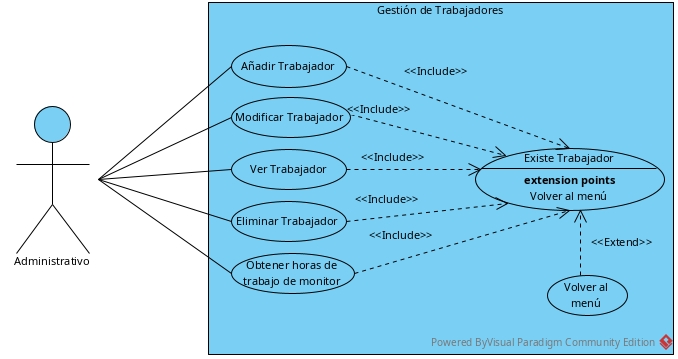 Gestión de Trabajadores
Añadir Trabajador
<<Include>>
Modificar Trabajador
<<Include>>
Existe Trabajador
extension points
Volver al menú
Ver Trabajador
<<Include>>
Eliminar Trabajador
<<Include>>
Obtener horas de
trabajo de monitor
<<Include>>
<<Extend>>
Volver al
menú
Administrativo
Powered ByVisual Paradigm Community Edition